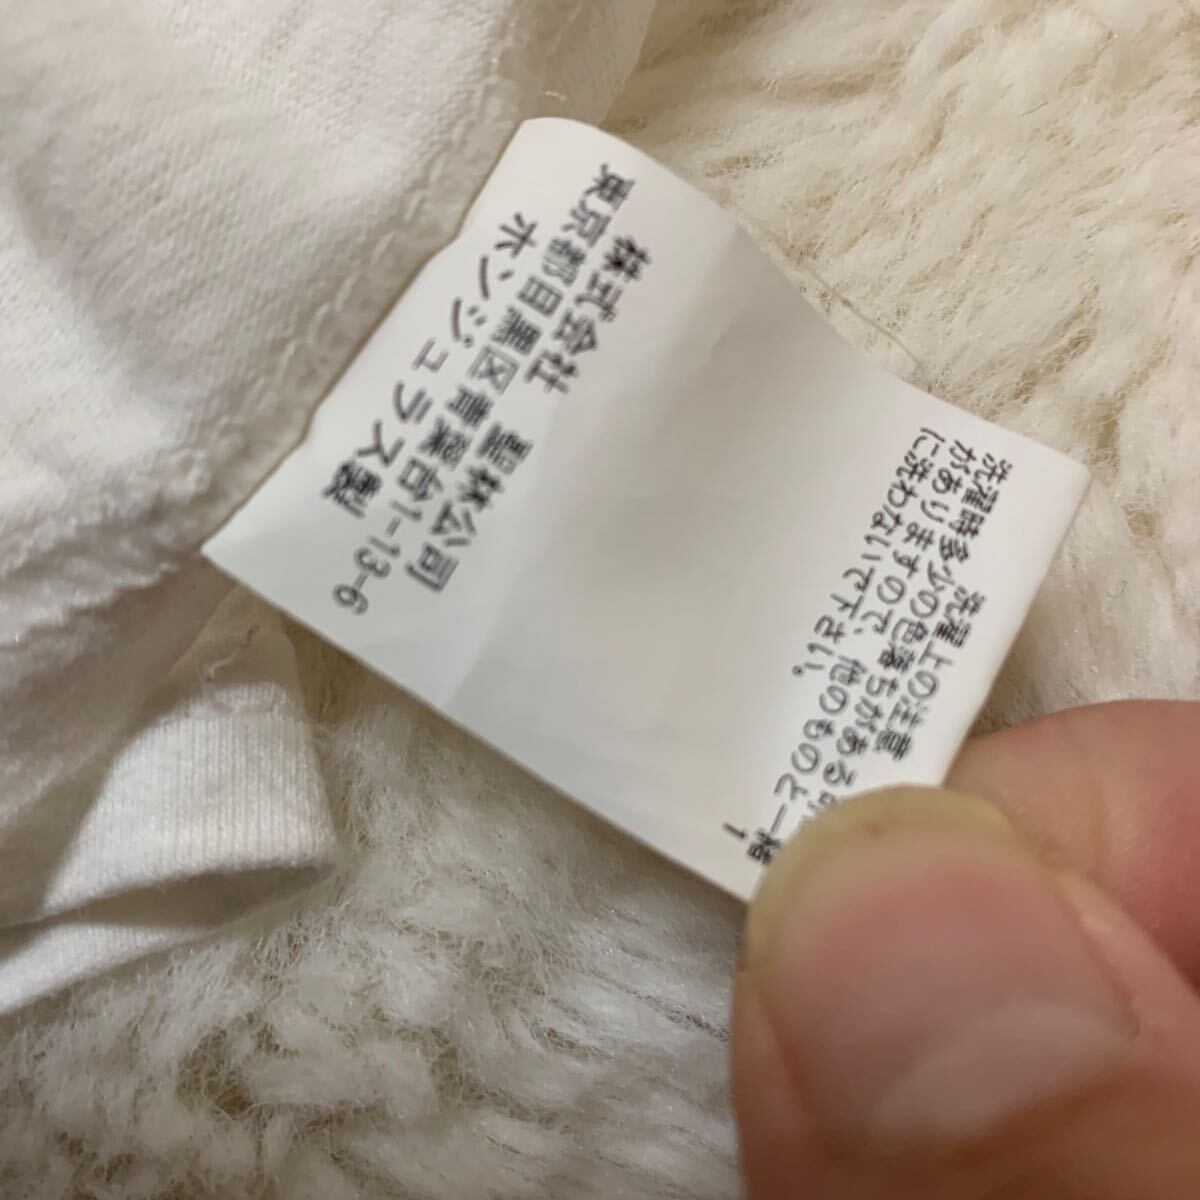 株式会社 聖林公司
東京都目黒区青葉台1-13-6
ホンジュラス製
洗濯上の注意
洗濯時多少の色落ちがある
がありますので、他のものと一緒
に洗わないで下さい。
1